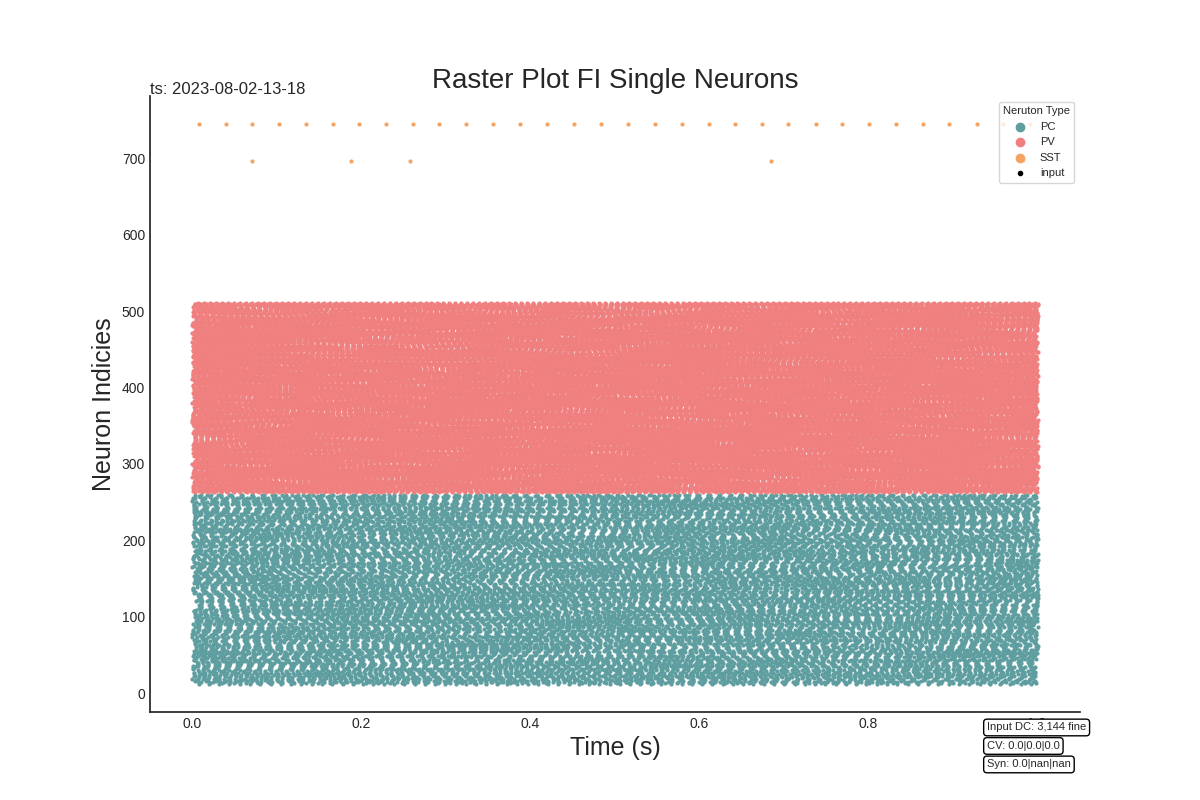 Raster Plot FI Single Neurons
ts: 2023-08-02-13-18
Neruton Type
PC
PV
SST
input
700
600
500
400
300
200
100
0
Neuron Indicies
0.0 0.2 0.4 0.6 0.8
Time (s)
Input DC: 3,144 fine
CV: 0.0|0.0|0.0
Syn: 0.0|nan|nan